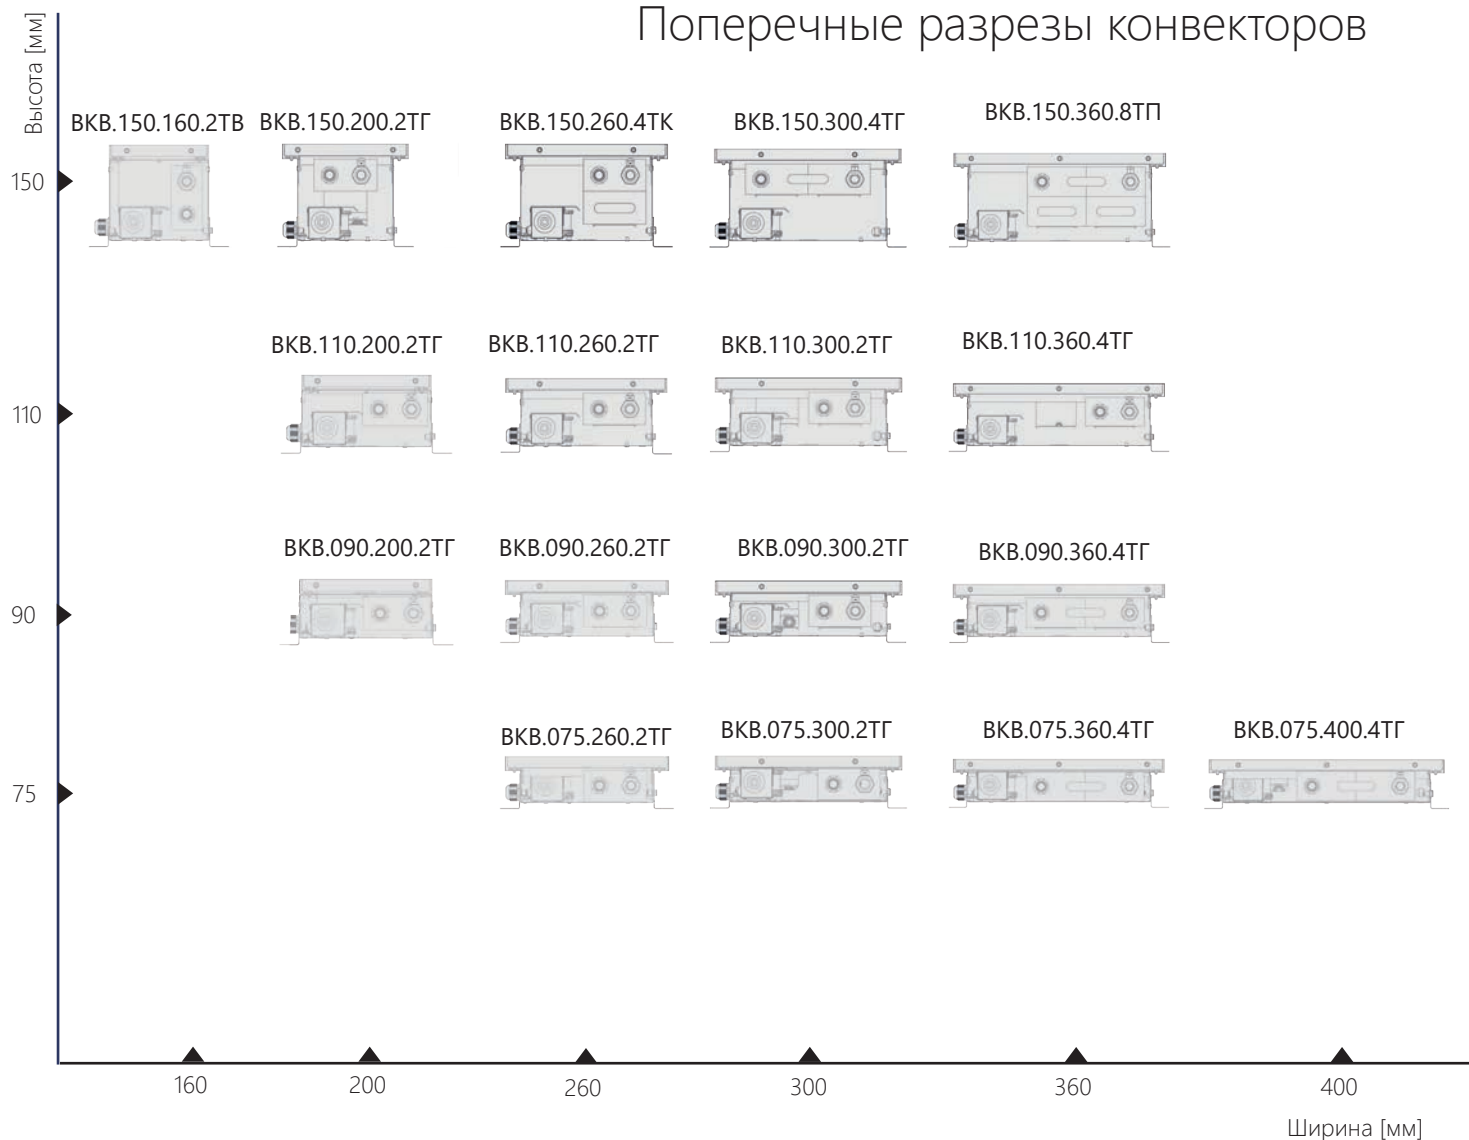 Поперечные разрезы конвекторов
Высота [мм]
ВКВ.150.160.2ТВ ВКВ.150.200.2ТГ ВКВ.150.260.4ТК ВКВ.150.300.4ТГ ВКВ.150.360.8ТП
150
ВКВ.110.200.2ТГ ВКВ.110.260.2ТГ ВКВ.110.300.2ТГ ВКВ.110.360.4ТГ
110
ВКВ.090.200.2ТГ ВКВ.090.260.2ТГ ВКВ.090.300.2ТГ ВКВ.090.360.4ТГ
90
ВКВ.075.260.2ТГ ВКВ.075.300.2ТГ ВКВ.075.360.4ТГ ВКВ.075.400.4ТГ
75
160 200 260 300 360 400
Ширина [мм]